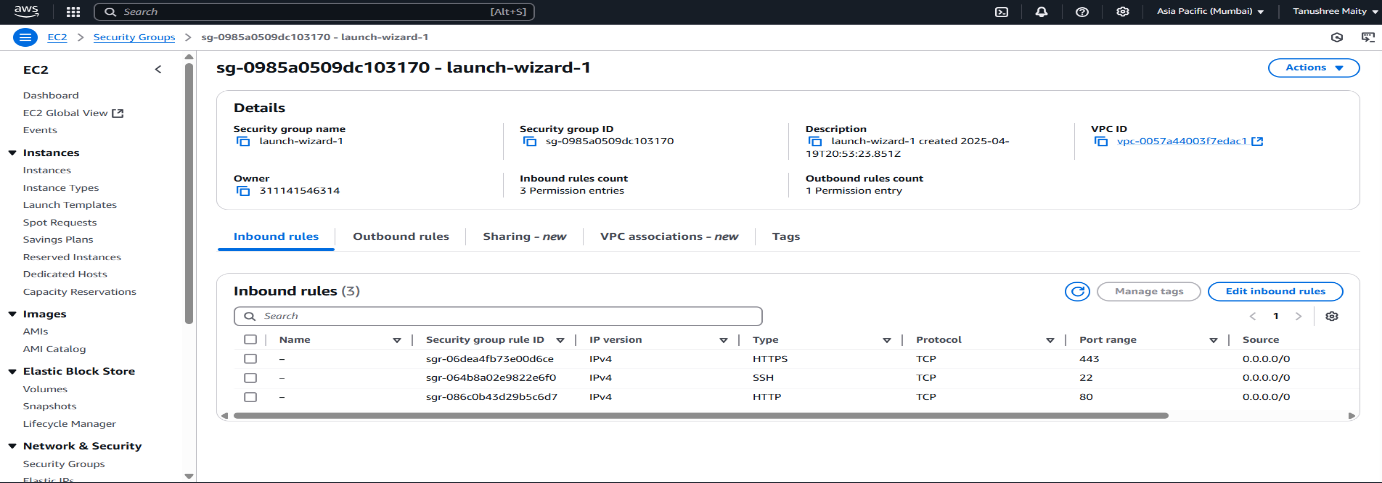 aws Search [Alt+S] Asia Pacific (Mumbai) Tanushree Maity
EC2 > Security Groups > sg-0985a0509dc103170 - launch-wizard-1
EC2
Dashboard
EC2 Global View
Events
Instances
Instances
Instance Types
Launch Templates
Spot Requests
Savings Plans
Reserved Instances
Dedicated Hosts
Capacity Reservations
Images
AMIs
AMI Catalog
Elastic Block Store
Volumes
Snapshots
Lifecycle Manager
Network & Security
Security Groups
Elastic IPs
sg-0985a0509dc103170 - launch-wizard-1
Actions
Details
Security group name
launch-wizard-1
Security group ID
sg-0985a0509dc103170
Description
launch-wizard-1 created 2025-04-
19T20:53:23.851Z
VPC ID
vpc-0057a44003f7edac1
Owner
311141546314
Inbound rules count
3 Permission entries
Outbound rules count
1 Permission entry
Inbound rules Outbound rules Sharing – new VPC associations – new Tags
Inbound rules (3)
Manage tags Edit inbound rules
Search
1
Name Security group rule ID IP version Type Protocol Port range Source
– sgr-06dea4fb73e00d6ce IPv4 HTTPS TCP 443 0.0.0.0/0
– sgr-064b8a02e9822e6f0 IPv4 SSH TCP 22 0.0.0.0/0
– sgr-086c0b43d29b5c6d7 IPv4 HTTP TCP 80 0.0.0.0/0